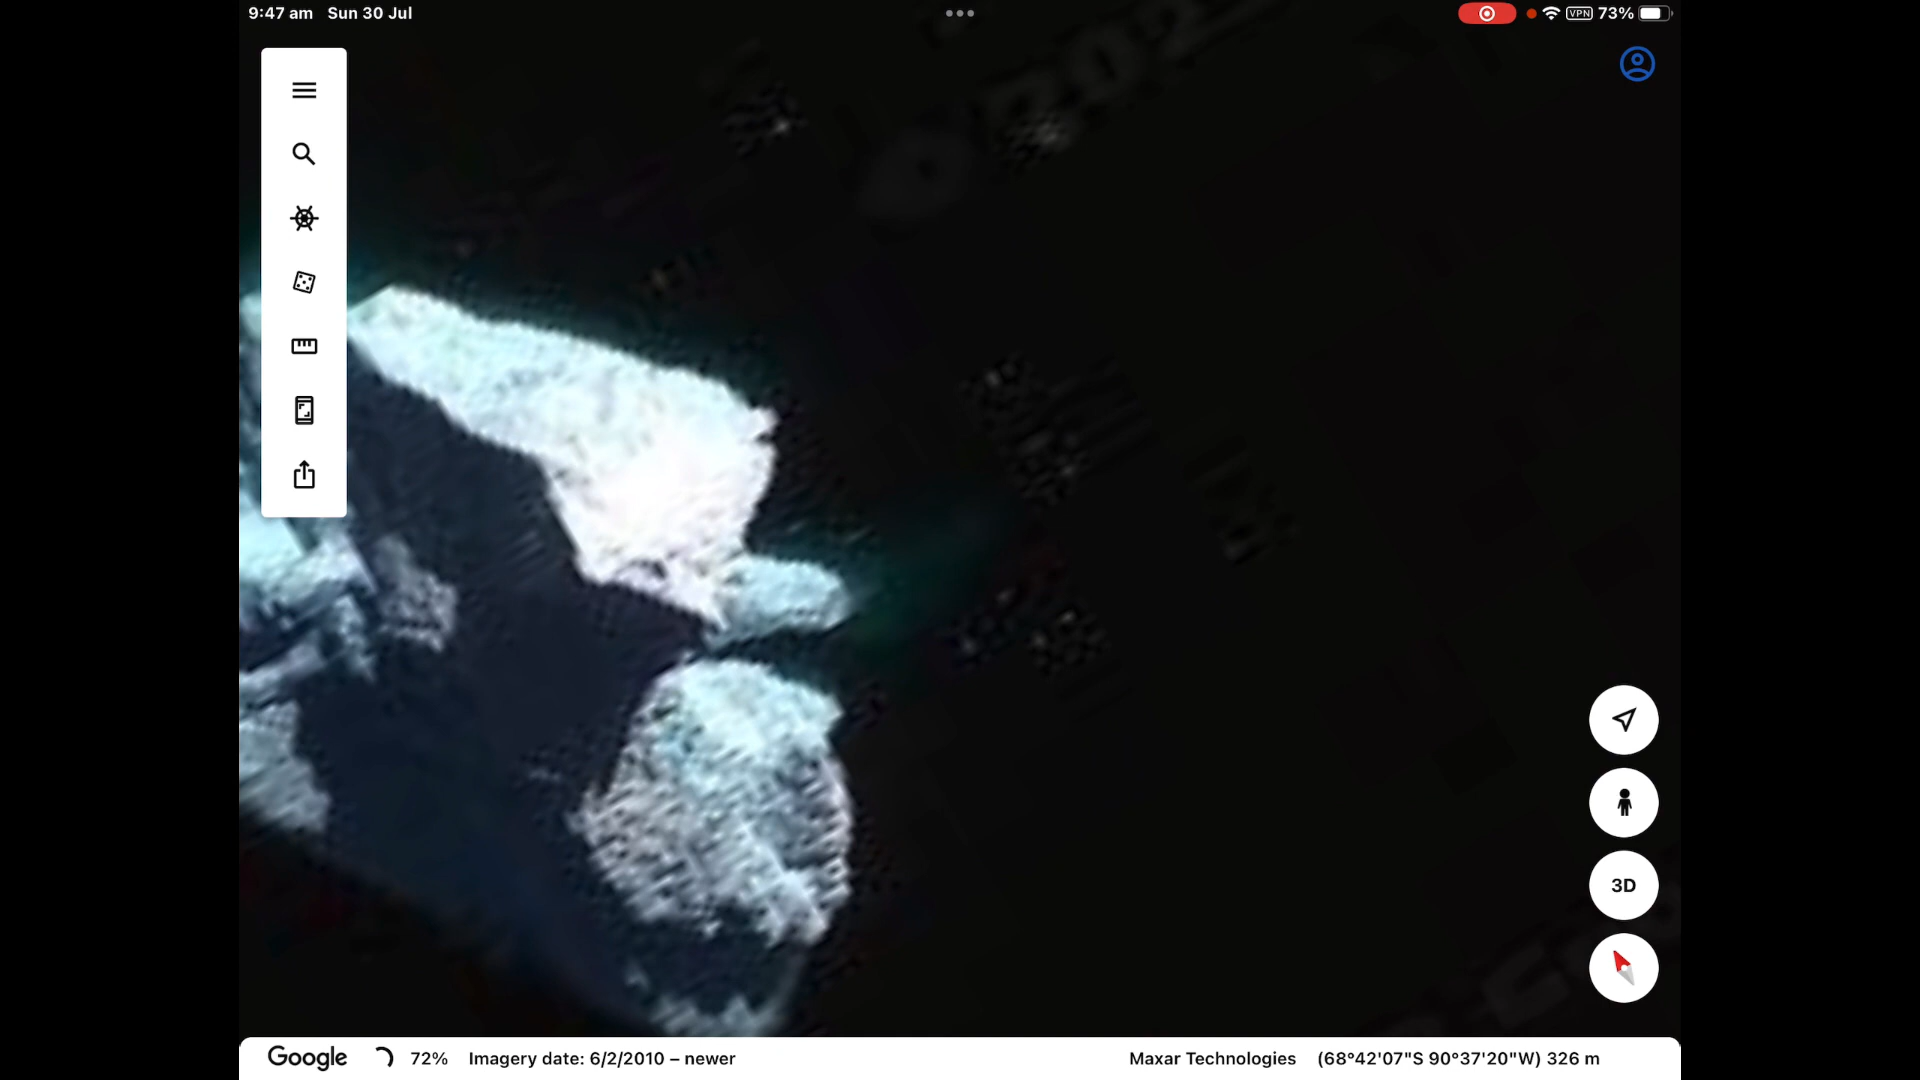 9:47 am Sun 30 Jul
VPN 73%
3D
Google 72% Imagery date: 6/2/2010 – newer Maxar Technologies (68°42'07"S 90°37'20"W) 326 m